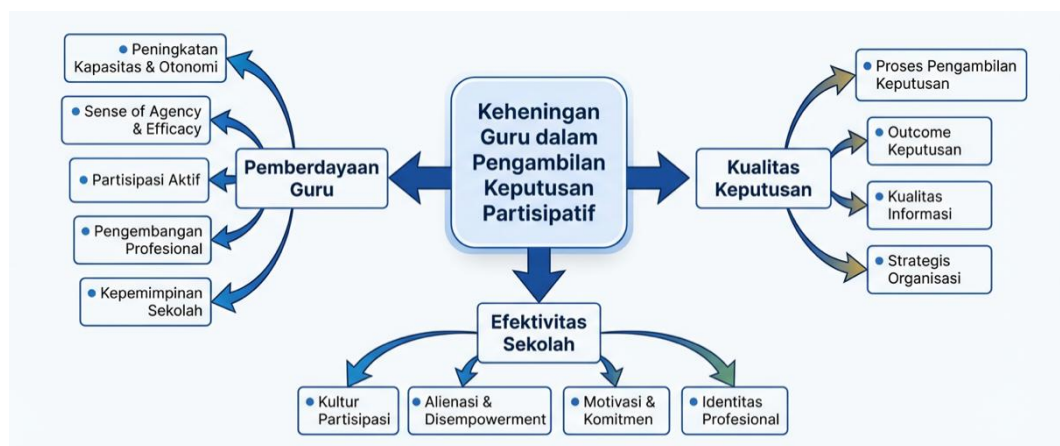 Keheningan
Guru dalam
Pengambilan
Keputusan
Partisipatif
Pemberdayaan
Guru
• Peningkatan
Kapasitas & Otonomi
• Sense of Agency
& Efficacy
• Partisipasi Aktif
• Pengembangan
Profesional
• Kepemimpinan
Sekolah
Kualitas
Keputusan
• Proses Pengambilan
Keputusan
• Outcome
Keputusan
• Kualitas
Informasi
• Strategis
Organisasi
Efektivitas
Sekolah
• Kultur
Partisipasi
• Alienasi &
Disempowerment
• Motivasi &
Komitmen
• Identitas
Profesional